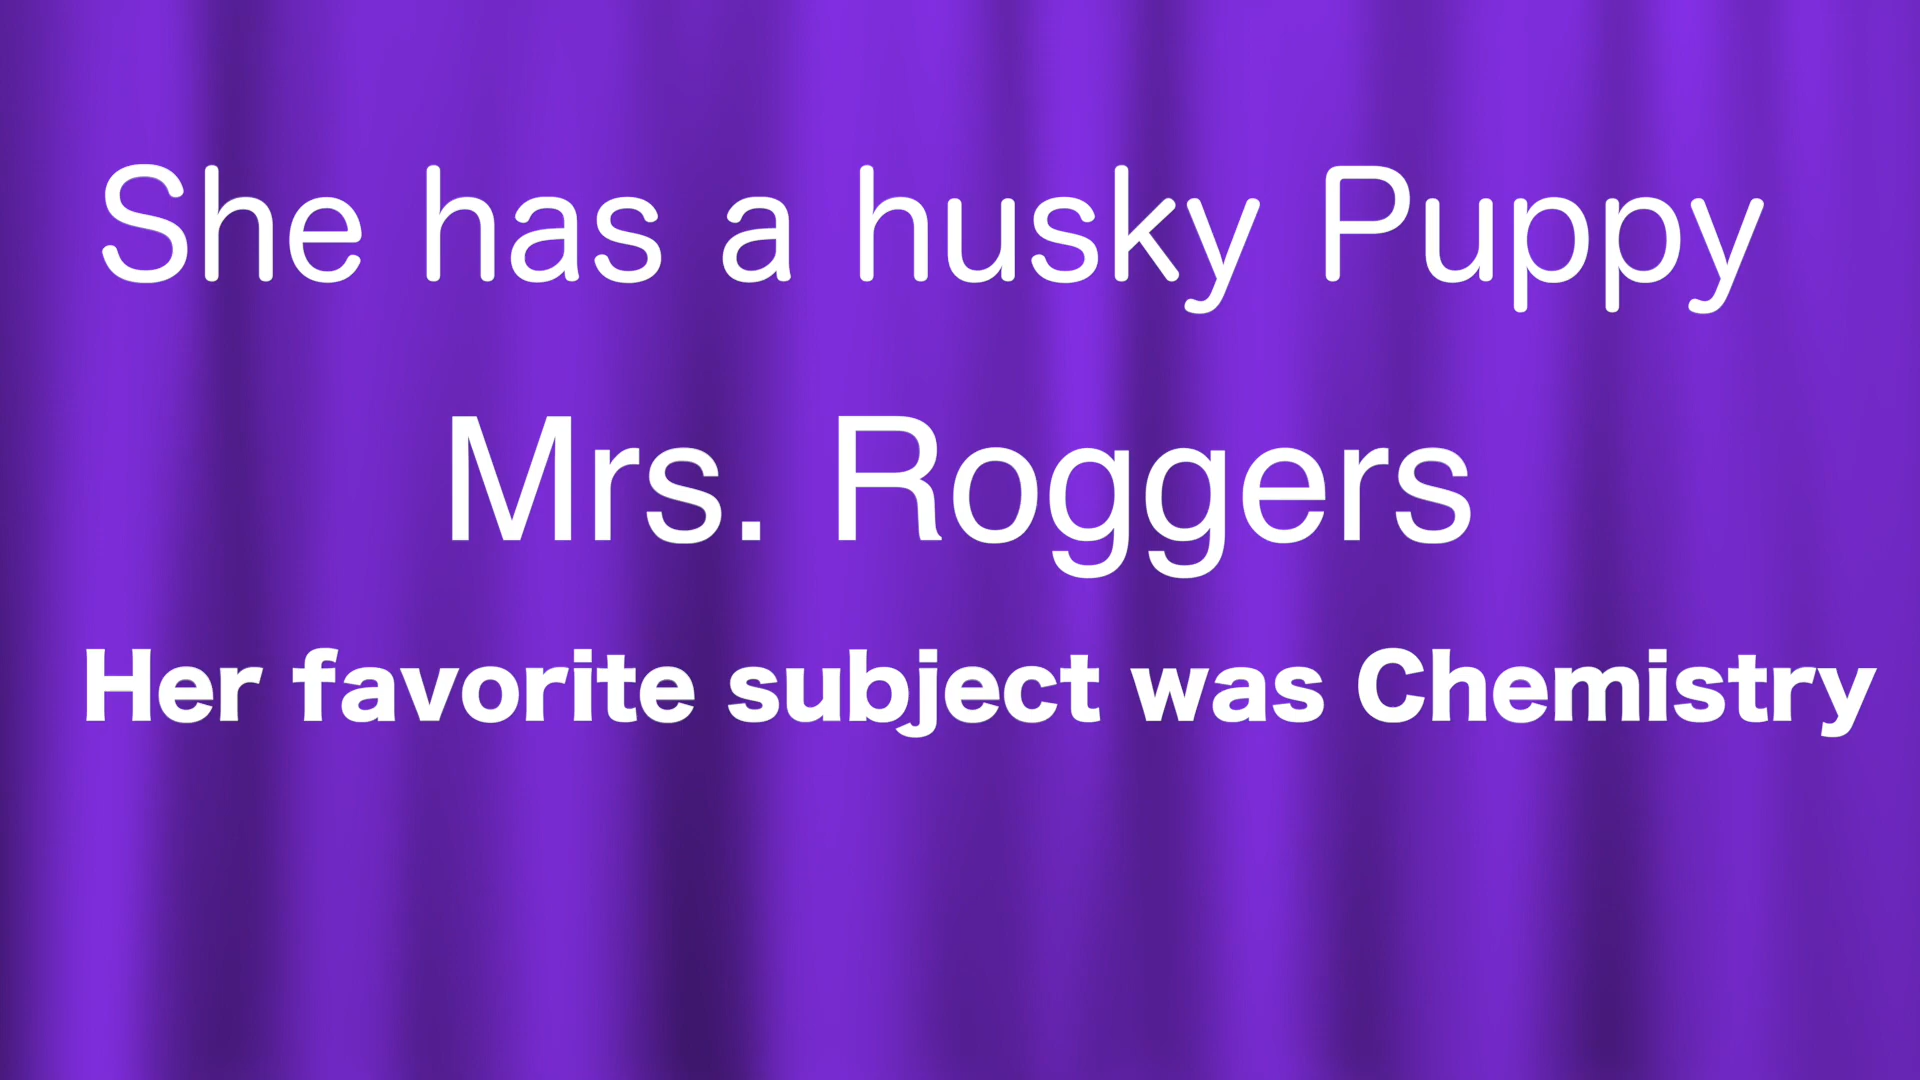 She has a husky Puppy
Mrs. Roggers
Her favorite subject was Chemistry